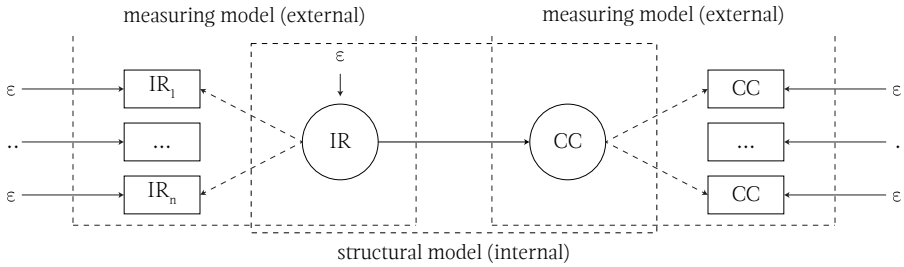 measuring model (external)
measuring model (external)
ε
ε IR₁ CC ε
.. ... IR CC ... .
ε IRₙ CC ε
structural model (internal)